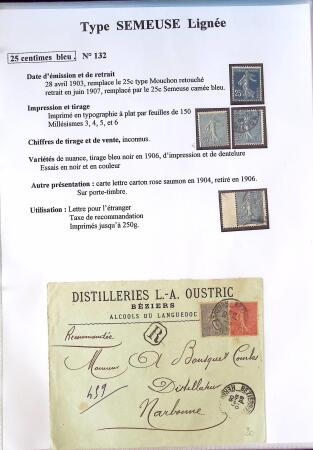 Type SEMEUSE Lignée
25 centimes bleu . N° 132
Date d'émission et de retrait
28 avril 1903, remplace le 25c type Mouchon retouché
retrait en juin 1907, remplacé par le 25c Semeuse camée bleu.
Impression et tirage
Imprimé en typographie à plat par feuilles de 150
Millésimes 3, 4, 5, et 6
Chiffres de tirage et de vente, inconnus.
Variétés de nuance, tirage bleu noir en 1906, d'impression et de dentelure
Essais en noir et en couleur
Autre présentation : carte lettre carton rose saumon en 1904, retiré en 1906.
Sur porte-timbre.
Utilisation : Lettre pour l'étranger
Taxe de recommandation
Imprimés jusqu'à 250g.
DISTILLERIES L.-A. OUSTRIC
BÉZIERS
ALCOOLS DU LANGUEDOC
R
Recommandée
Monsieur A Bousquet Combes
Distillateur
Narbonne